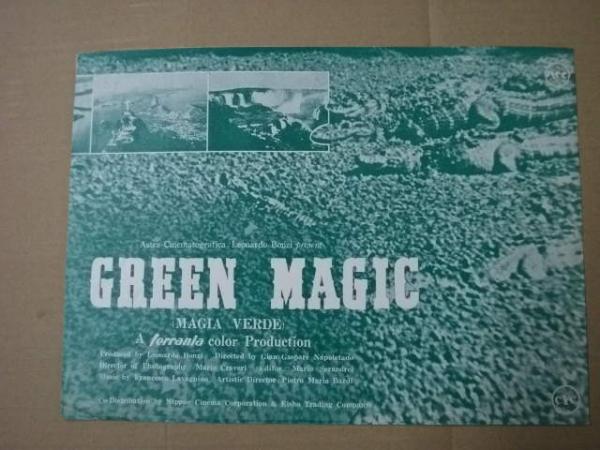 Astra Cinematografica Leonardo Bonzi present
GREEN MAGIC
(MAGIA VERDE)
A ferrania color Production
Produced by Leonardo Bonzi Directed by Gian Gaspare Napolitano
Director of Photography Mario Craveri Editor Mario
Music by Francesco Lavagnino Artistic Director Pietro Maria Bardi
Co-Distribution by Nippon Cinema Corporation & Eisho Trading Company